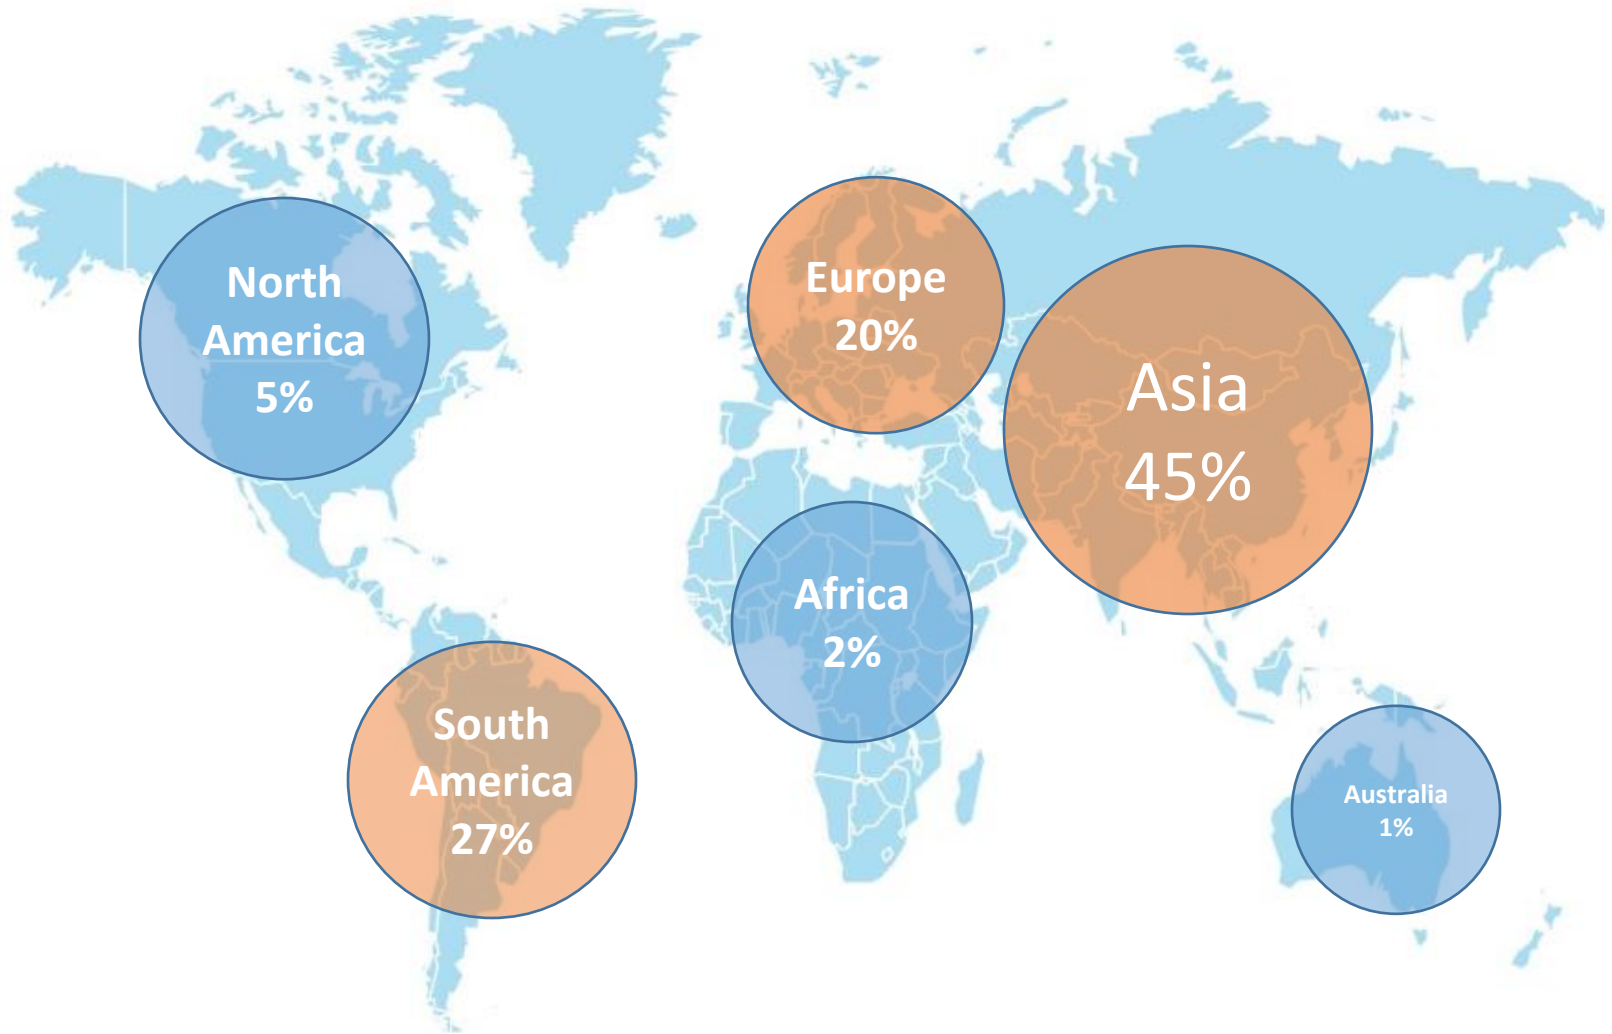 North
America
5%
Europe
20%
Asia
45%
Africa
2%
South
America
27%
Australia
1%